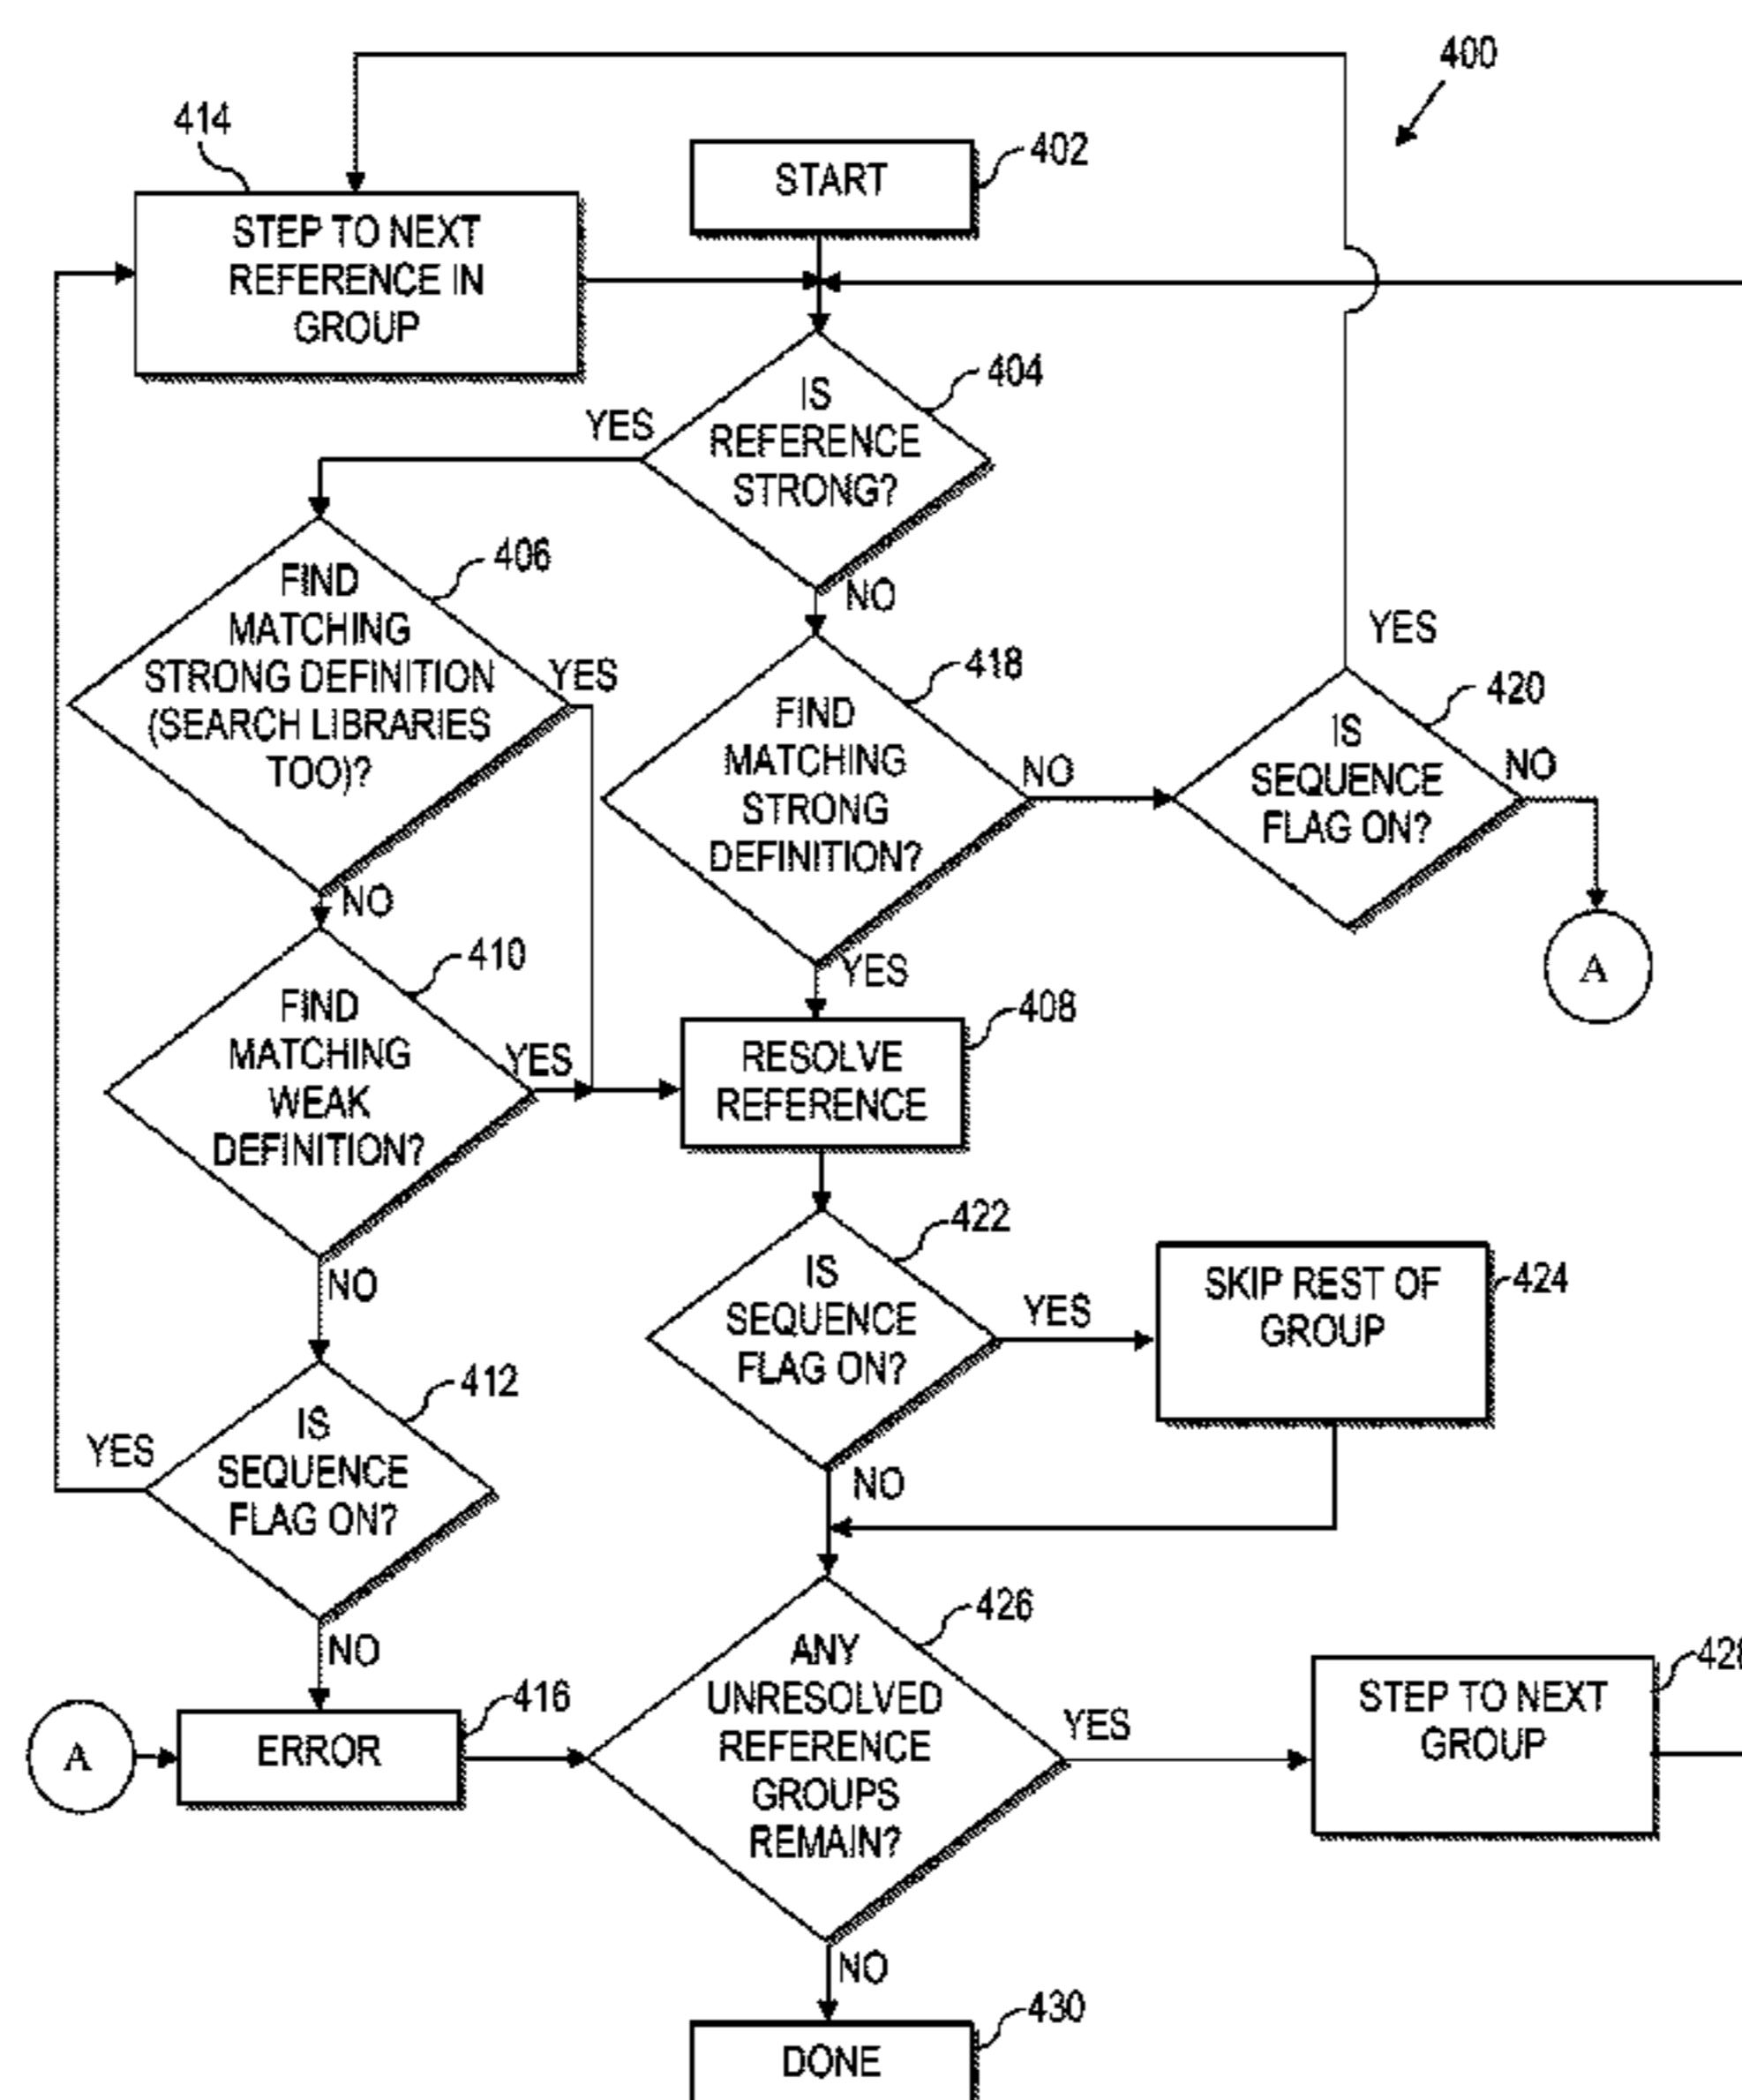 400
414
402
START
STEP TO NEXT
REFERENCE IN
GROUP
404
IS
REFERENCE
STRONG?
YES
NO
406
FIND
MATCHING
STRONG DEFINITION
(SEARCH LIBRARIES
TOO)?
YES
NO
418
FIND
MATCHING
STRONG
DEFINITION?
NO
YES
420
IS
SEQUENCE
FLAG ON?
YES
NO
A
410
FIND
MATCHING
WEAK
DEFINITION?
YES
NO
408
RESOLVE
REFERENCE
422
IS
SEQUENCE
FLAG ON?
YES
NO
424
SKIP REST OF
GROUP
412
IS
SEQUENCE
FLAG ON?
YES
NO
A
416
ERROR
426
ANY
UNRESOLVED
REFERENCE
GROUPS
REMAIN?
YES
NO
STEP TO NEXT
GROUP
430
DONE